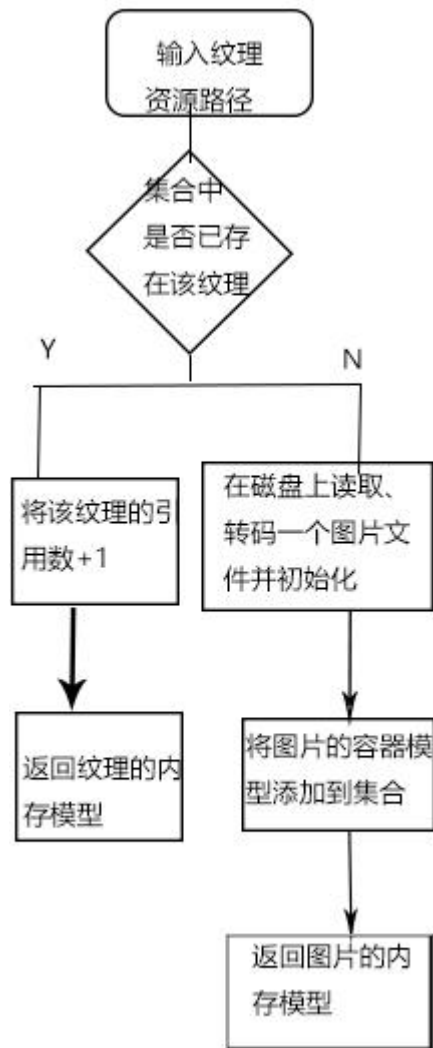 输入纹理
资源路径
集合中
是否已存
在该纹理
Y
N
将该纹理的引
用数+1
在磁盘上读取、
转码一个图片文
件并初始化
返回纹理的内
存模型
将图片的容器模
型添加到集合
返回图片的内
存模型